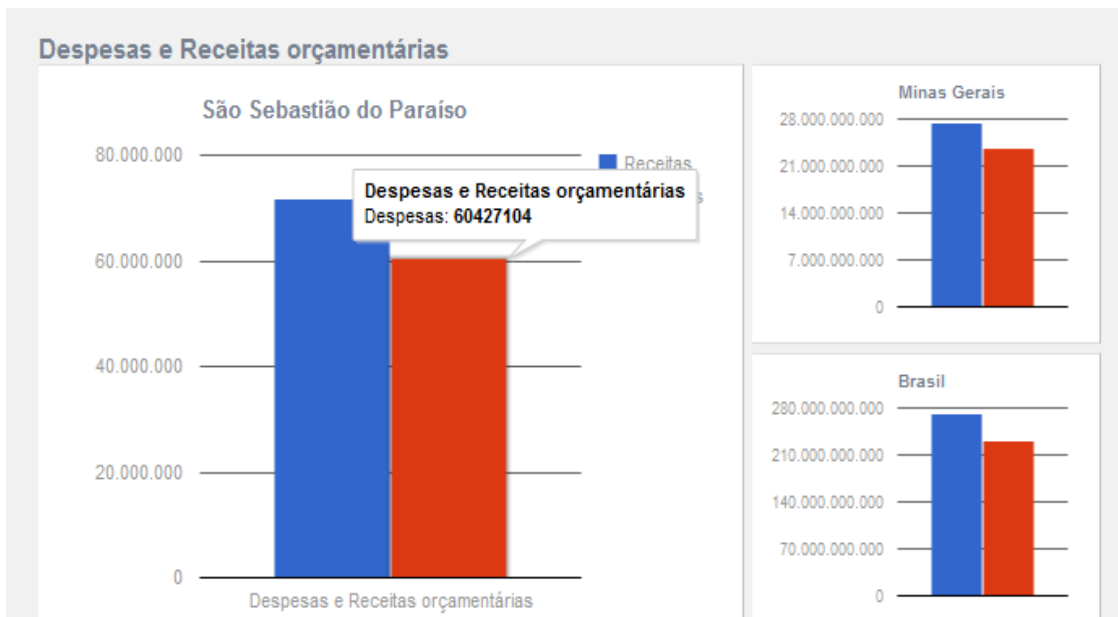 Despesas e Receitas orçamentárias
São Sebastião do Paraíso
80.000.000
60.000.000
40.000.000
20.000.000
0
Receitas
Despesas e Receitas orçamentárias
Despesas: 60427104
Despesas e Receitas orçamentárias
Minas Gerais
28.000.000.000
21.000.000.000
14.000.000.000
7.000.000.000
0
Brasil
280.000.000.000
210.000.000.000
140.000.000.000
70.000.000.000
0